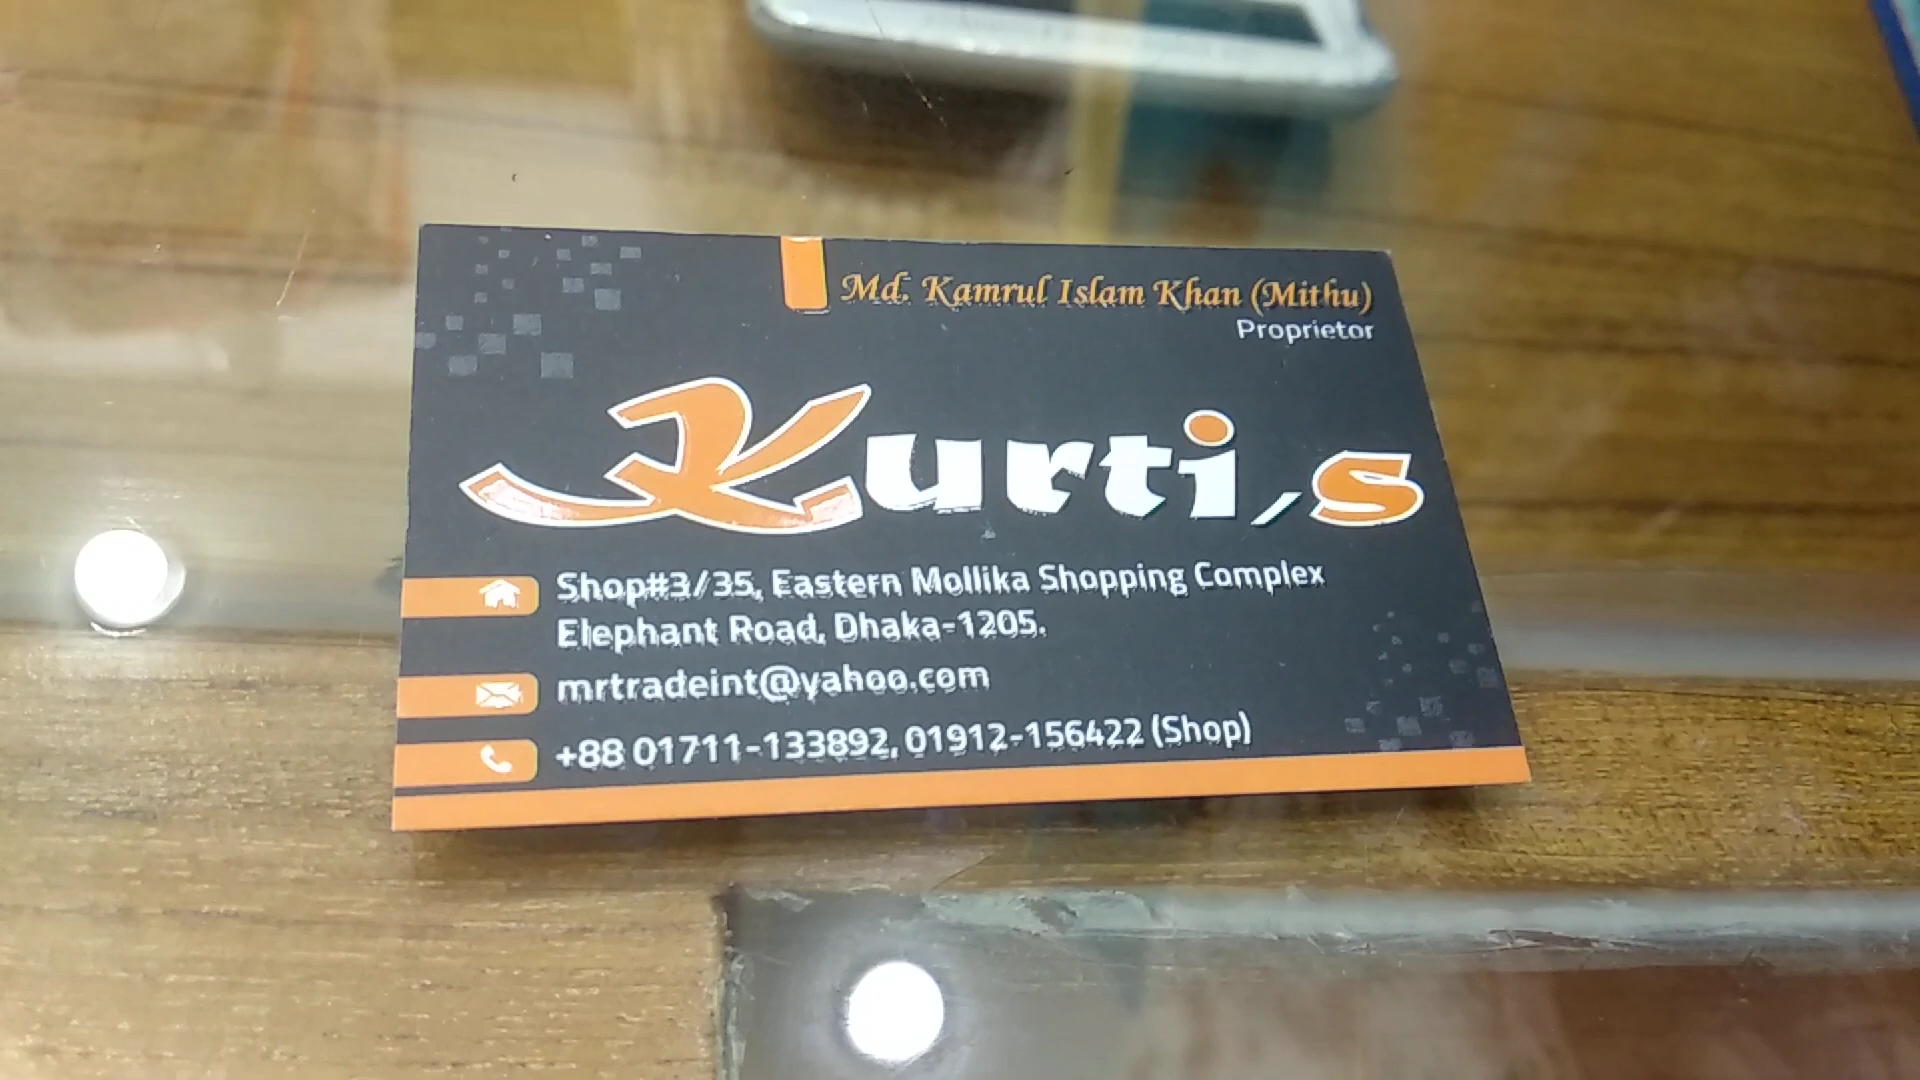 Md. Kamrul Islam Khan (Mithu)
Proprietor
Kurti,s
Shop#3/35, Eastern Mollika Shopping Complex
Elephant Road, Dhaka-1205.
mrtradeint@yahoo.com
+88 01711-133892, 01912-156422 (Shop)